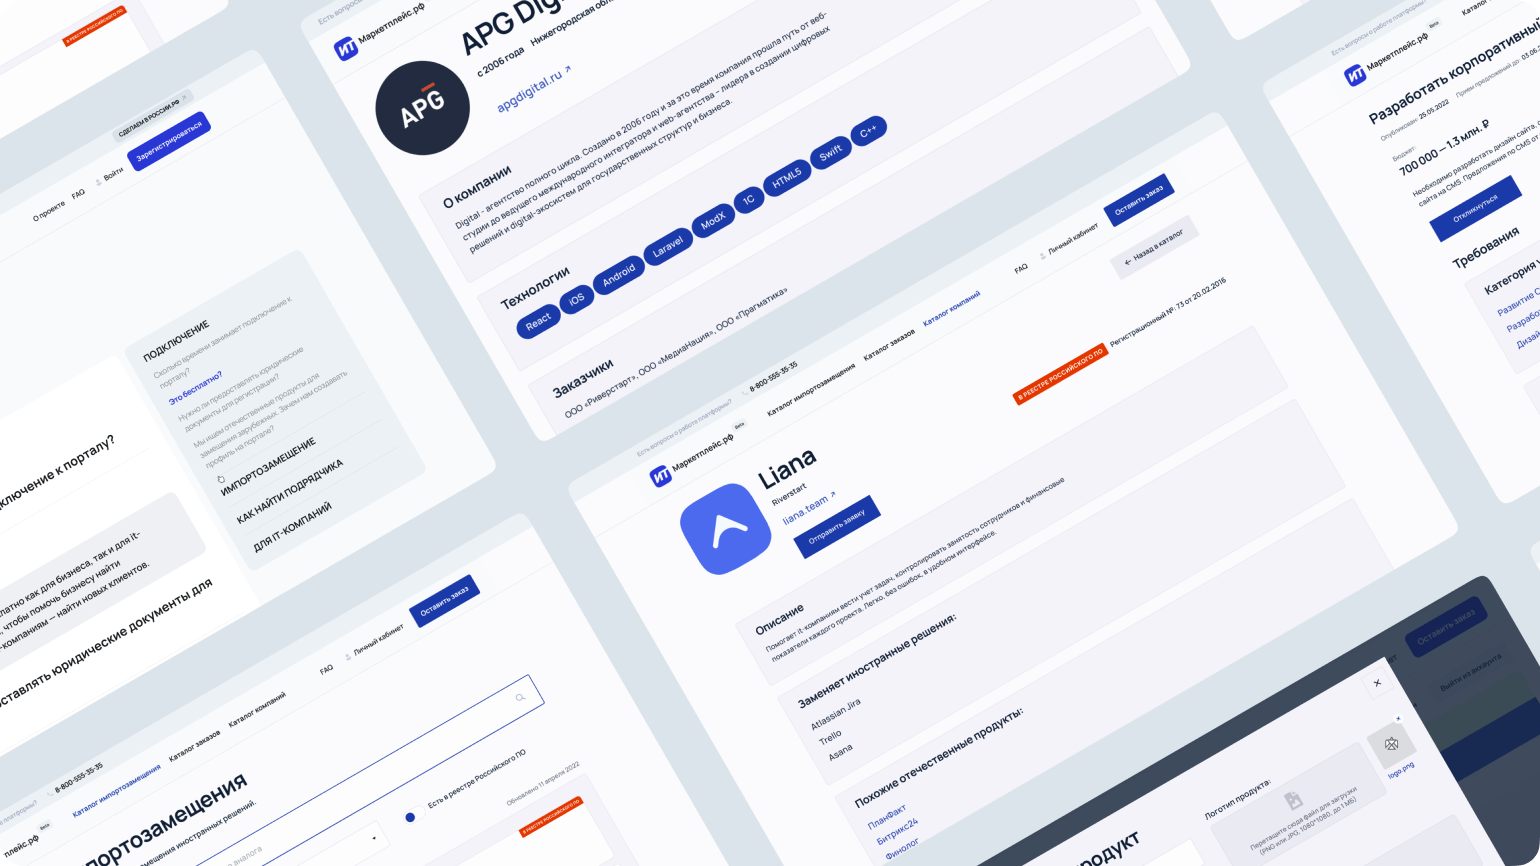 В РЕЕСТРЕ РОССИЙСКОГО ПО
СДЕЛАЕМ В РОССИИ.РФ
О проекте
FAQ
Войти
Зарегистрироваться
ПОДКЛЮЧЕНИЕ
Сколько времени занимает подключение к
порталу?
Это бесплатно?
Нужно ли предоставлять юридические
документы для регистрации?
Мы ищем отечественные продукты для
замещения зарубежных. Зачем нам создавать
профиль на портале?
ИМПОРТОЗАМЕЩЕНИЕ
КАК НАЙТИ ПОДРЯДЧИКА
ДЛЯ IT-КОМПАНИЙ
ключение к порталу?
латно как для бизнеса, так и для it-
, чтобы помочь бизнесу найти
-компаниям — найти новых клиентов.
оставлять юридические документы для
Есть вопросы
ИТ
Маркетплейс.рф
APG Dig
с 2006 года
Нижегородская обл
apgdigital.ru ↗
APG
О компании
Digital - агентство полного цикла. Создано в 2006 году и за это время компания прошла путь от веб-
студии до ведущего международного интегратора и web-агентства – лидера в создании цифровых
решений и digital-экосистем для государственных структур и бизнеса.
Технологии
React
iOS
Android
Laravel
ModX
1C
HTML5
Swift
C++
Заказчики
ООО «Риверстарт», ООО «МедиаНация», ООО «Прагматика»
Есть вопросы о работе платформы?
8-800-555-35-35
ИТ
Маркетплейс.рф
Beta
Каталог импортозамещения
Каталог заказов
Каталог компаний
FAQ
Личный кабинет
Оставить заказ
← Назад в каталог
Liana
Riverstart
liana.team ↗
Отправить заявку
В РЕЕСТРЕ РОССИЙСКОГО ПО
Регистрационный №: 73 от 20.02.2016
Описание
Помогает it-компаниям вести учет задач, контролировать занятость сотрудников и финансовые
показатели каждого проекта. Легко, без ошибок, в удобном интерфейсе.
Заменяет иностранные решения:
Atlassian Jira
Trello
Asana
Похожие отечественные продукты:
ПланФакт
Битрикс24
Финолог
Есть вопросы о работе платформы?
ИТ
Маркетплейс.рф
Beta
Каталог
Разработать корпоративный
Опубликован: 25.05.2022
Прием предложений до: 03.06.
Бюджет:
700 000 – 1.3 млн. ₽
Необходимо разработать дизайн сайта,
сайта на CMS. Предложения по CMS от
Откликнуться
Требования
Категория у
Развитие С
Разрабо
Дизай
платформы?
8-800-555-35-35
плейс.рф
Beta
Каталог импортозамещения
Каталог заказов
Каталог компаний
FAQ
Личный кабинет
Оставить заказ
портозамещения
мещения иностранных решений.
аналога
Есть в реестре Российского ПО
Обновлено 11 апреля 2022
В РЕЕСТРЕ РОССИЙСКОГО ПО
Оставить заказ
Выйти из аккаунта
родукт
Логотип продукта:
Перетащите сюда файл для загрузки
(PNG или JPG, 1080*1080, до 1 МБ)
logo.png